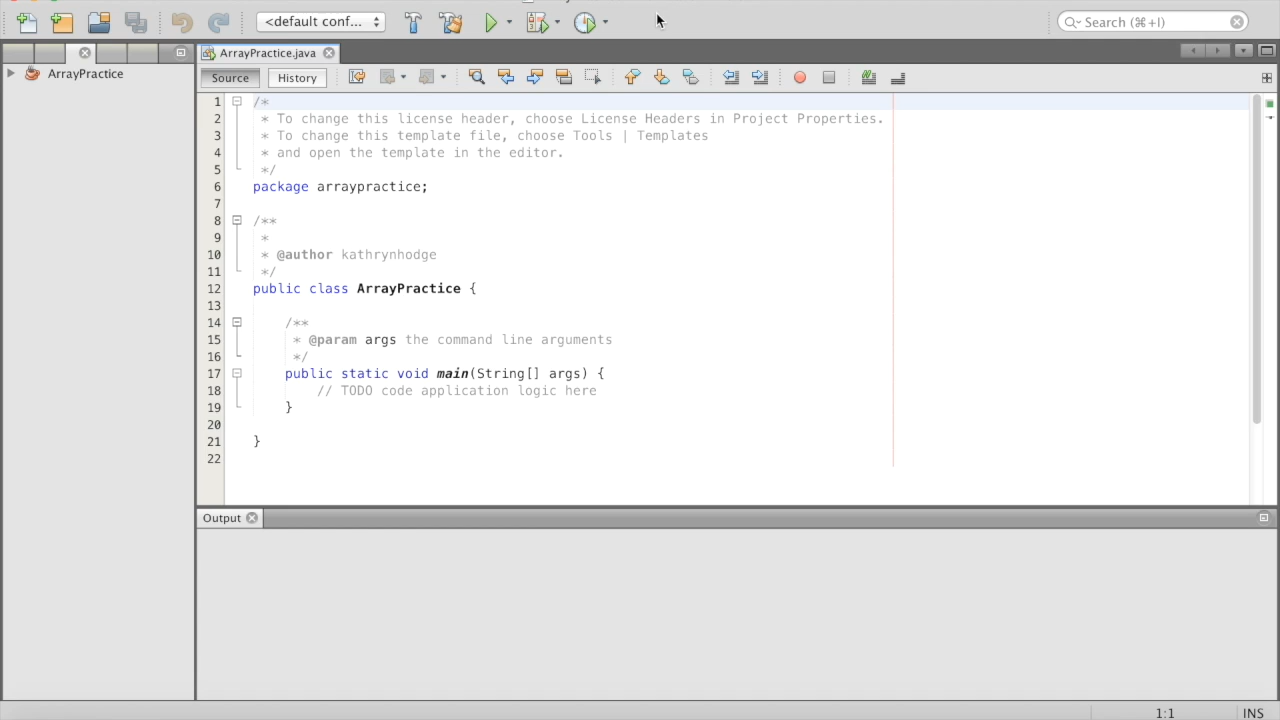 <default conf...
Search (⌘+I)
ArrayPractice.java
ArrayPractice
Source
History
1 /*
2  * To change this license header, choose License Headers in Project Properties.
3  * To change this template file, choose Tools | Templates
4  * and open the template in the editor.
5  */
6 package arraypractice;
7
8 /**
9  *
10  * @author kathrynhodge
11  */
12 public class ArrayPractice {
13
14     /**
15      * @param args the command line arguments
16      */
17     public static void main(String[] args) {
18         // TODO code application logic here
19     }
20
21 }
22
Output
1:1
INS